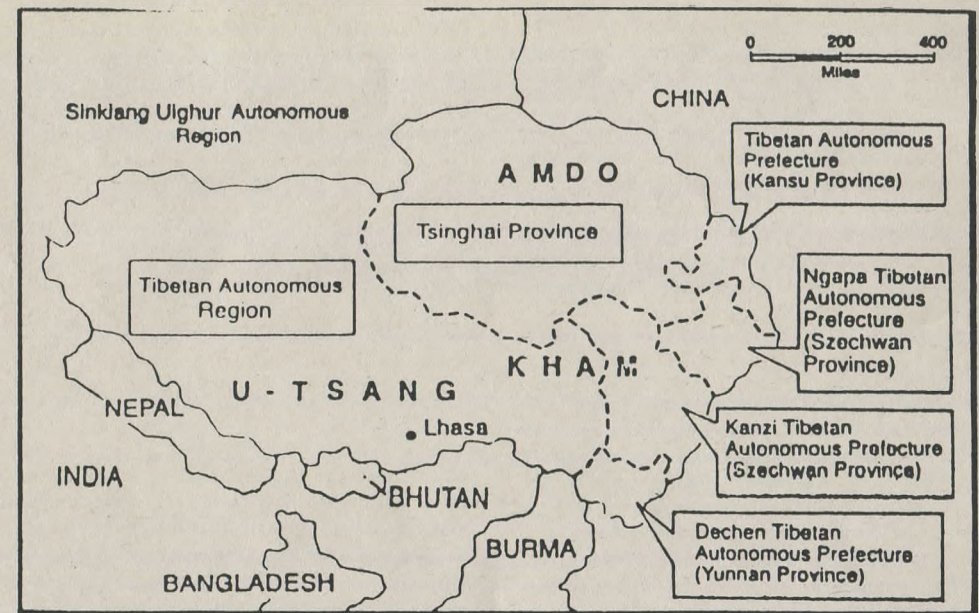 0 200 400
Miles
CHINA
Sinkiang Uighur Autonomous
Region
Tibetan Autonomous
Prefecture
(Kansu Province)
AMDO
Tsinghai Province
Tibetan Autonomous
Region
Ngapa Tibetan
Autonomous
Prefecture
(Szechwan
Province)
KHAM
U-TSANG
NEPAL
Lhasa
Kanzi Tibetan
Autonomous Prefecture
(Szechwan Province)
INDIA
BHUTAN
BURMA
Dechen Tibetan
Autonomous Prefecture
(Yunnan Province)
BANGLADESH